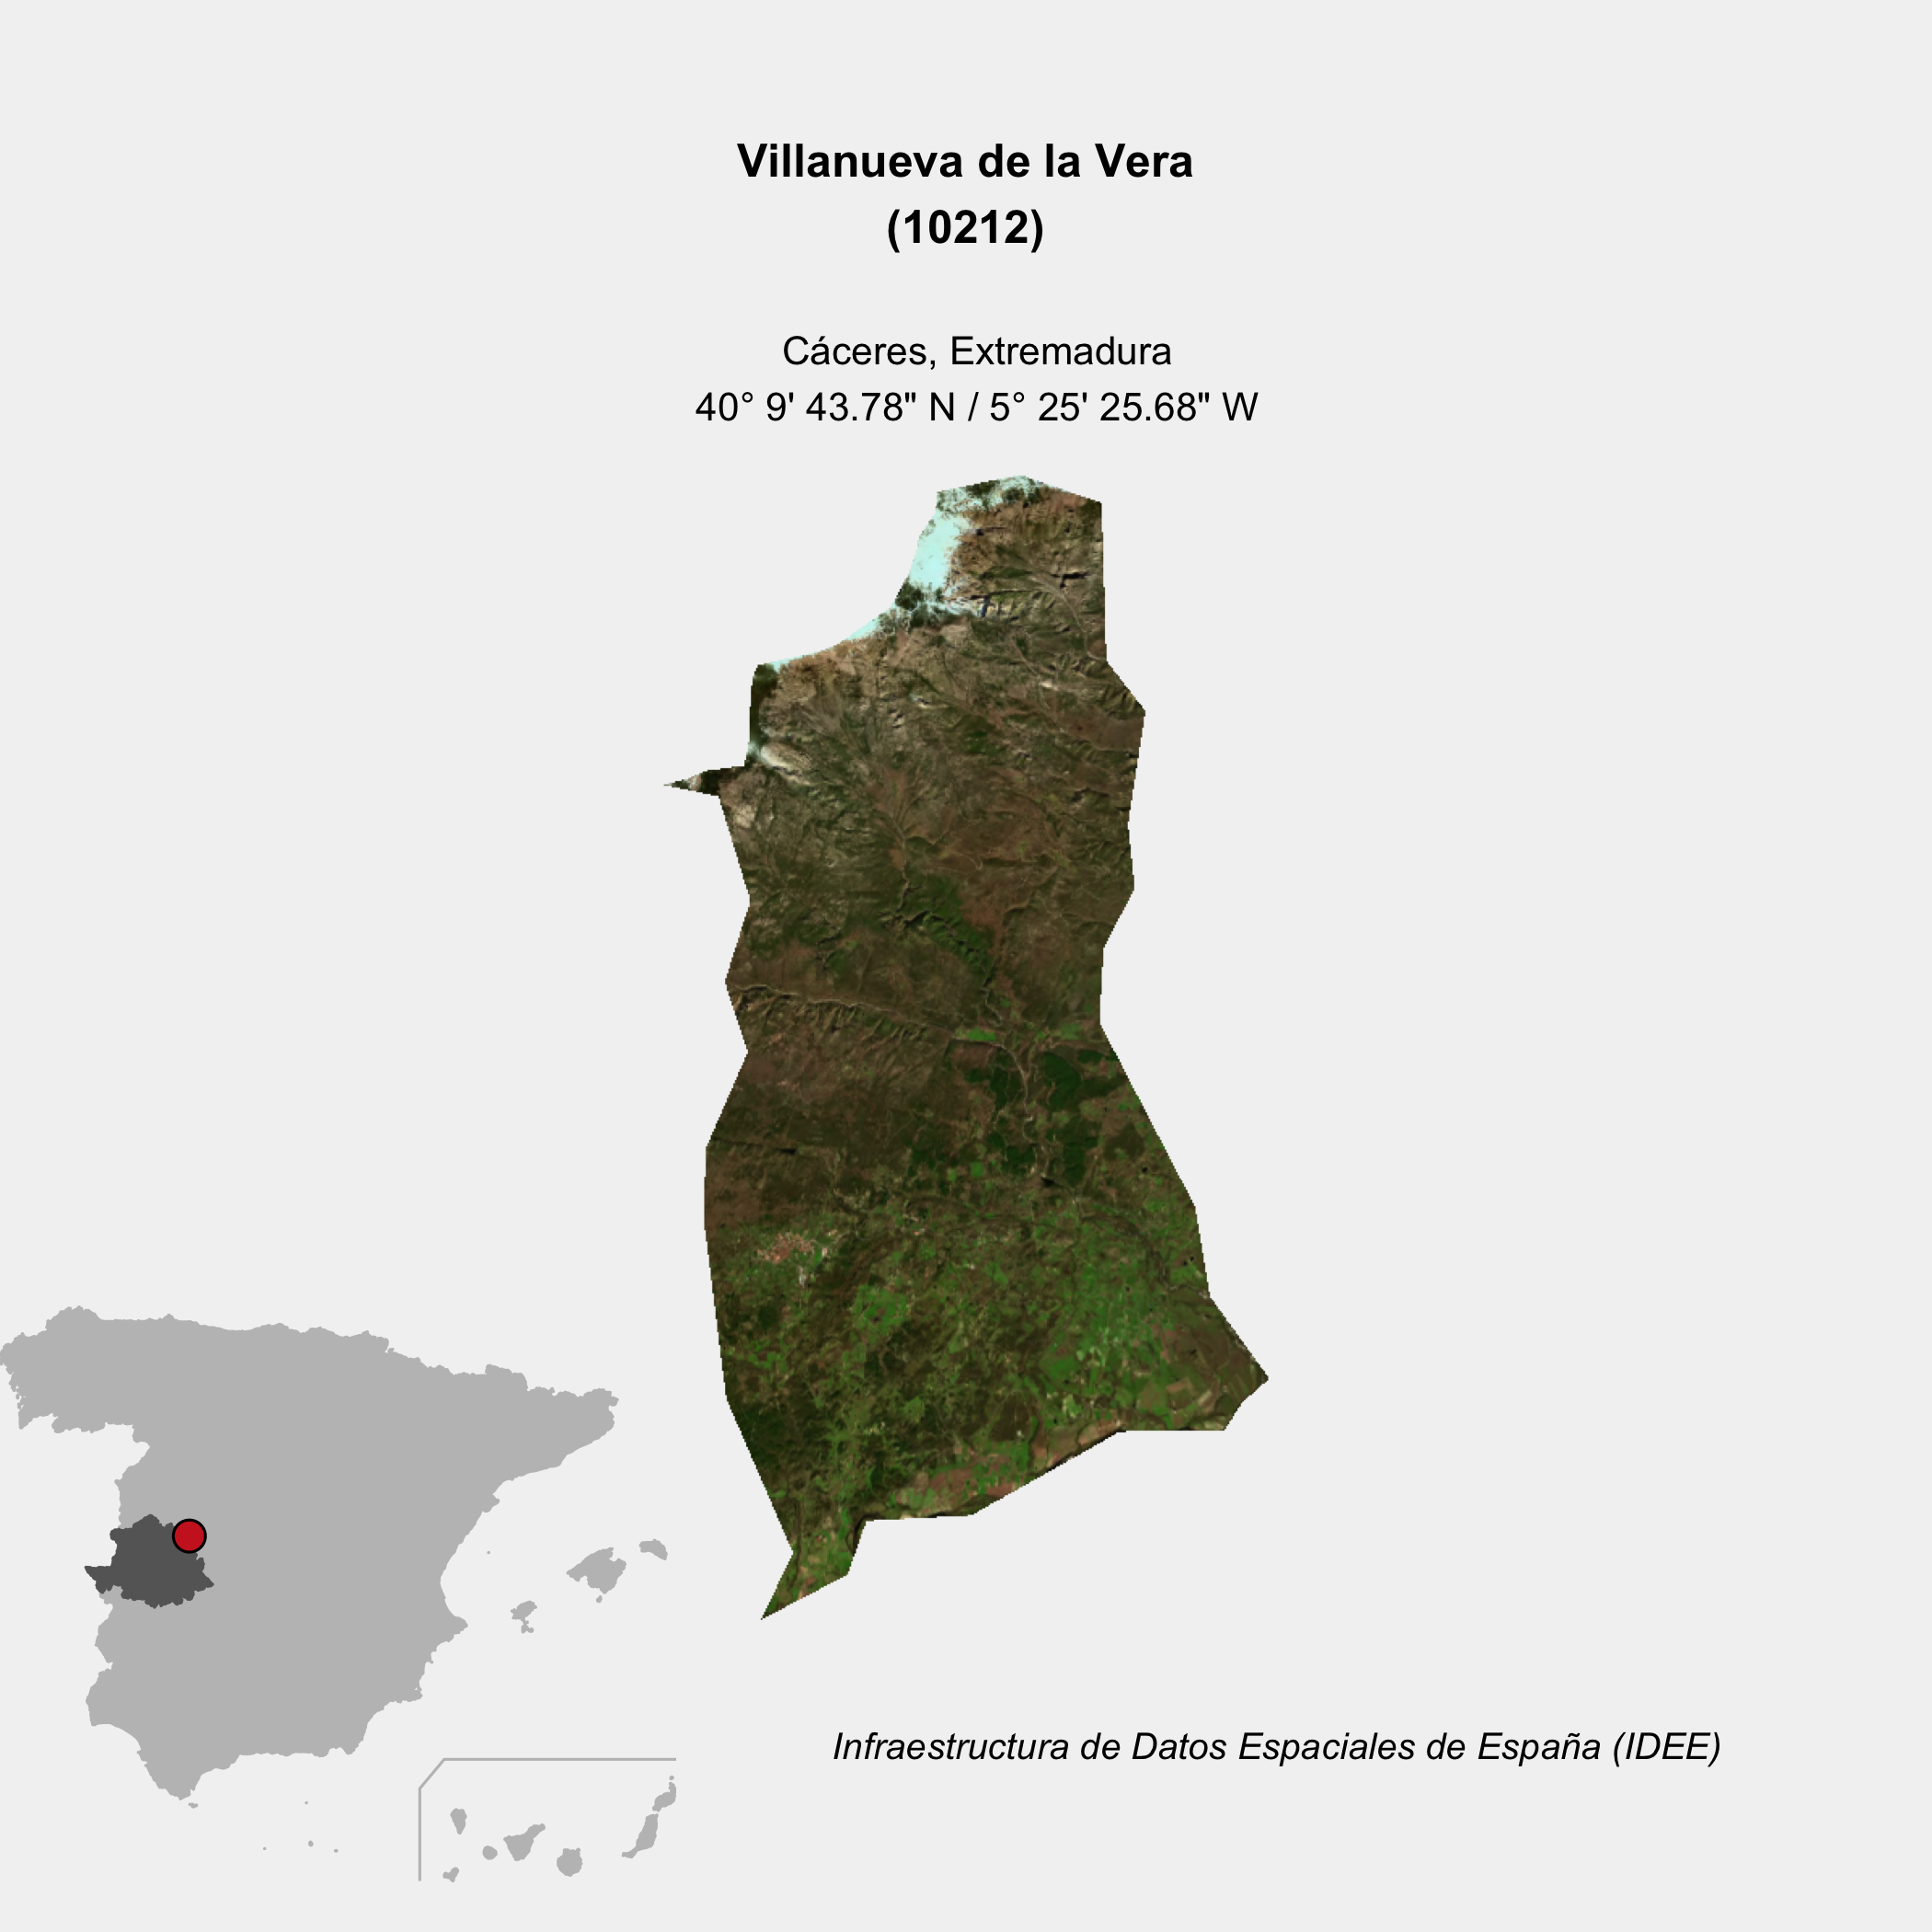 Villanueva de la Vera
(10212)
Cáceres, Extremadura
40° 9' 43.78" N / 5° 25' 25.68" W
Infraestructura de Datos Espaciales de España (IDEE)